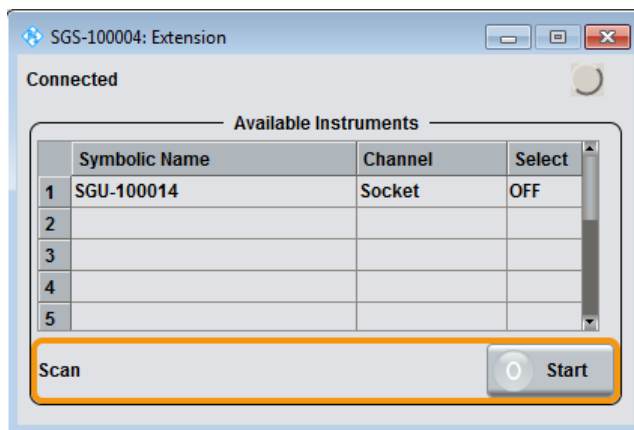 SGS-100004: Extension
Connected
Available Instruments
Symbolic Name Channel Select
1 SGU-100014 Socket OFF
2
3
4
5
Scan 0 Start